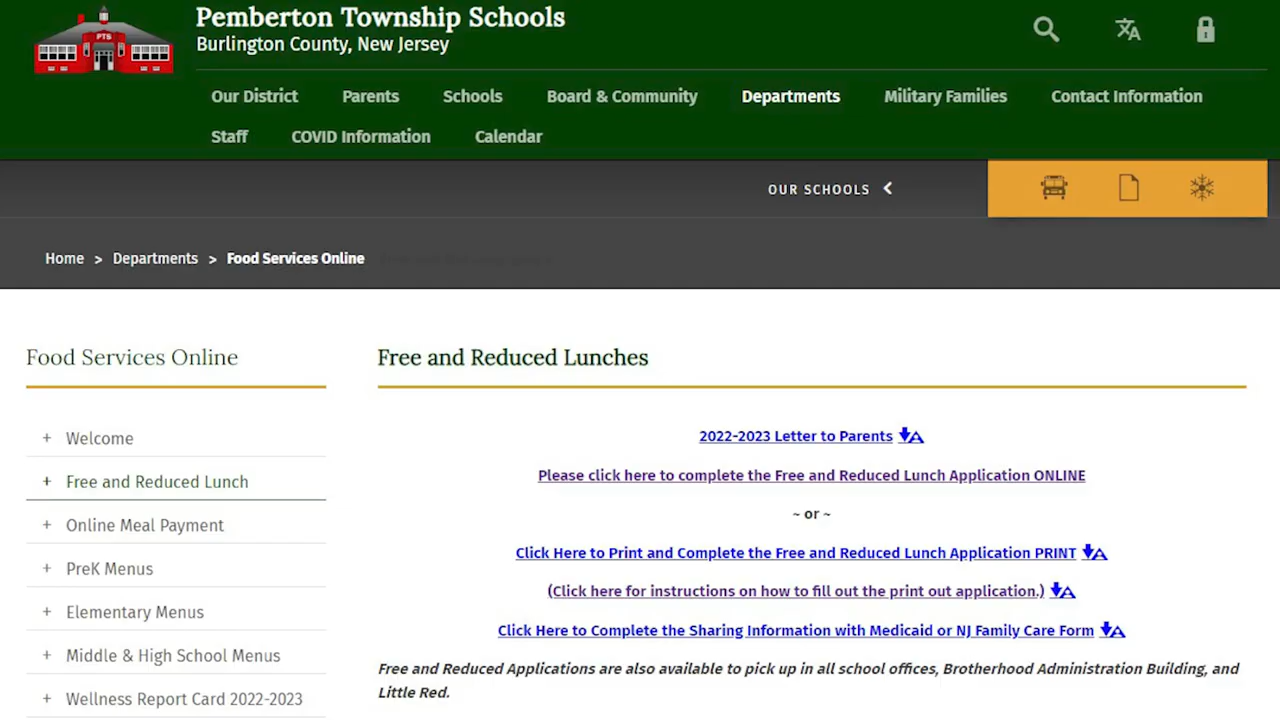 Pemberton Township Schools
Burlington County, New Jersey
PTS
Our District Parents Schools Board & Community Departments Military Families Contact Information
Staff COVID Information Calendar
OUR SCHOOLS
Home > Departments > Food Services Online
Food Services Online
+ Welcome
+ Free and Reduced Lunch
+ Online Meal Payment
+ PreK Menus
+ Elementary Menus
+ Middle & High School Menus
+ Wellness Report Card 2022-2023
Free and Reduced Lunches
2022-2023 Letter to Parents
Please click here to complete the Free and Reduced Lunch Application ONLINE
~ or ~
Click Here to Print and Complete the Free and Reduced Lunch Application PRINT
(Click here for instructions on how to fill out the print out application.)
Click Here to Complete the Sharing Information with Medicaid or NJ Family Care Form
Free and Reduced Applications are also available to pick up in all school offices, Brotherhood Administration Building, and
Little Red.